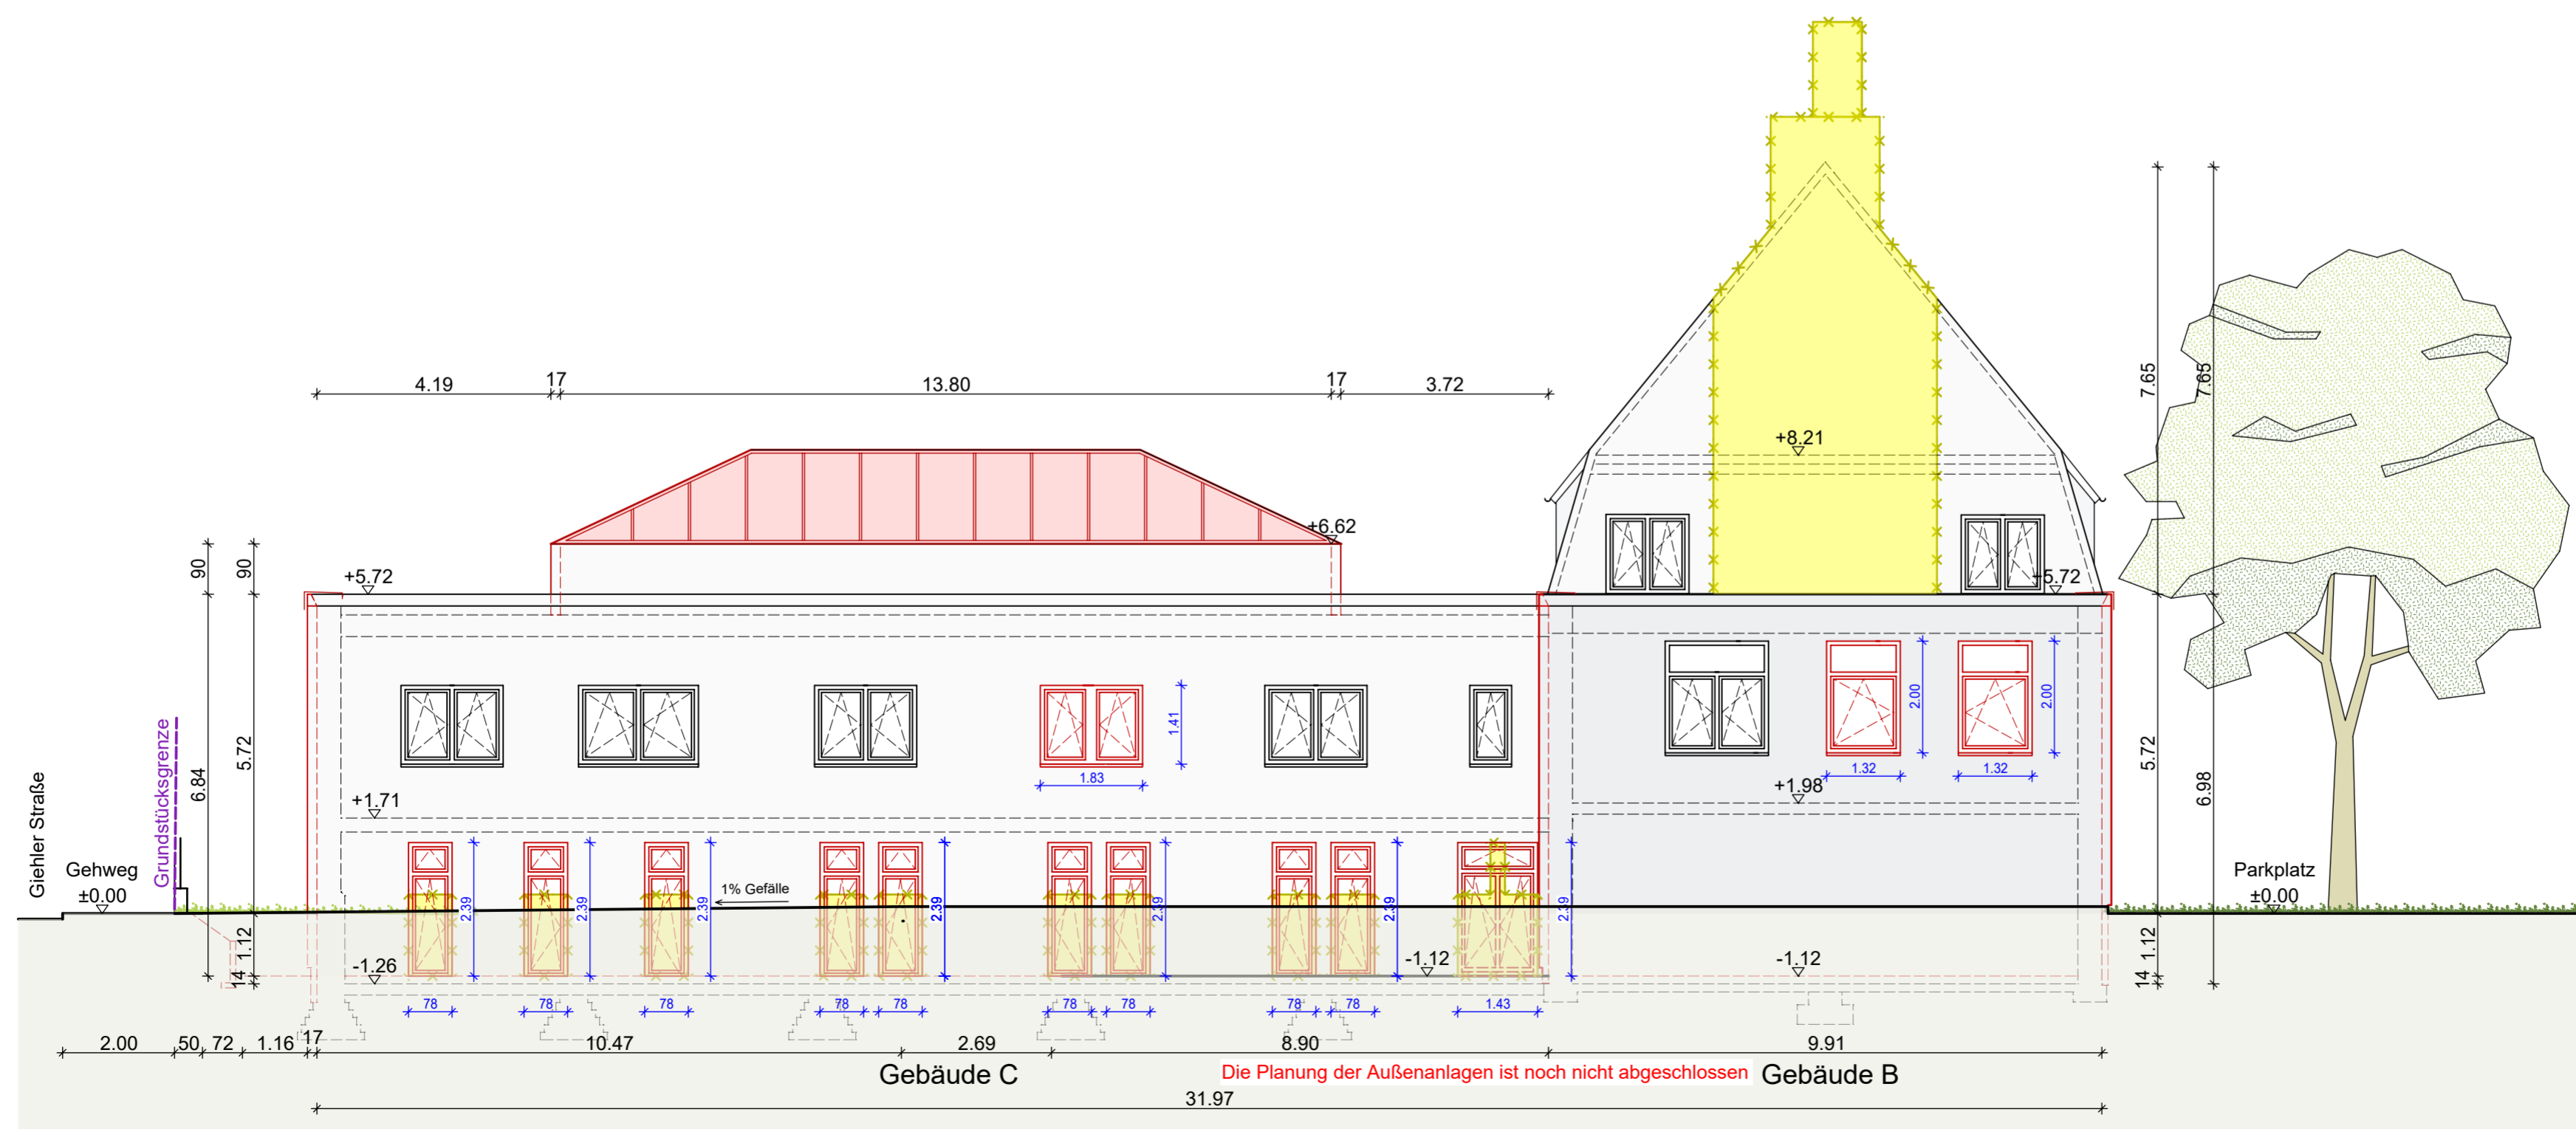 4.19 17 13.80 17 3.72
7.65 7.65
+8.21
+6.62
90 90
+5.72 +5.72
2.00 2.00
1.41
1.83
1.32 1.32
5.72
6.84
5.72
6.98
+1.71
+1.98
Giehler Straße
Gehweg
±0.00
Grundstücksgrenze
1% Gefälle
2.39 2.39 2.39 2.39 2.39 2.39 2.39
Parkplatz
±0.00
1.12
14
1.12
14
-1.26
-1.12
-1.12
78 78 78 78 78 78 78 78 78 1.43
2.00 50 72 1.16 17 10.47 2.69 8.90 9.91
Gebäude C
Die Planung der Außenanlagen ist noch nicht abgeschlossen
Gebäude B
31.97